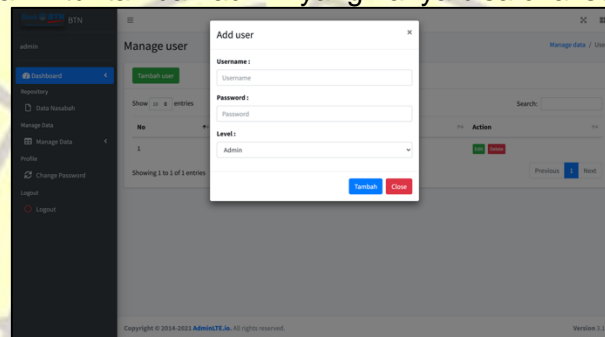 BTN
admin
Dashboard
Repository
Data Nasabah
Manage Data
Manage Data
Profile
Change Password
Logout
Logout
Manage user
Manage data / User
Tambah user
Show 10 entries
Search:
No
Action
1
Edit Delete
Showing 1 to 1 of 1 entries
Previous 1 Next
Add user ×
Username :
Username
Password :
Password
Level :
Admin
Tambah Close
Copyright © 2014-2021 AdminLTE.io. All rights reserved.
Version